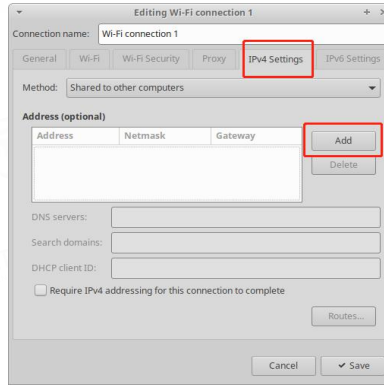 Editing Wi-Fi connection 1
Connection name: Wi-Fi connection 1
General Wi-Fi Wi-Fi Security Proxy IPv4 Settings IPv6 Settings
Method: Shared to other computers
Address (optional)
Address Netmask Gateway
Add
Delete
DNS servers:
Search domains:
DHCP client ID:
Require IPv4 addressing for this connection to complete
Routes...
Cancel Save